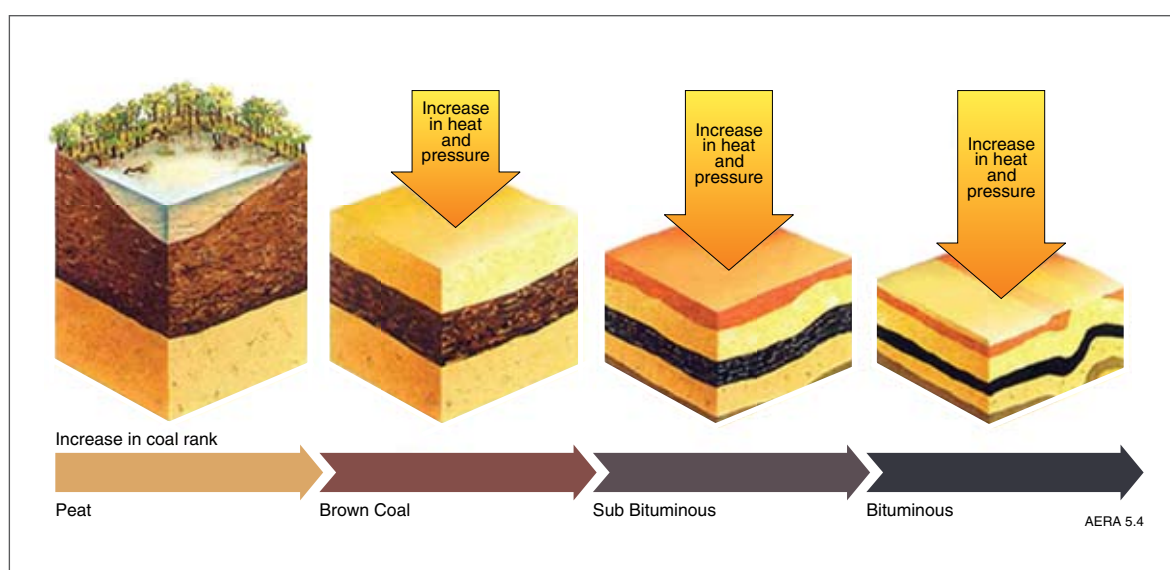 Increase
in heat
and
pressure
Increase
in heat
and
pressure
Increase
in heat
and
pressure
Increase in coal rank
Peat
Brown Coal
Sub Bituminous
Bituminous
AERA 5.4